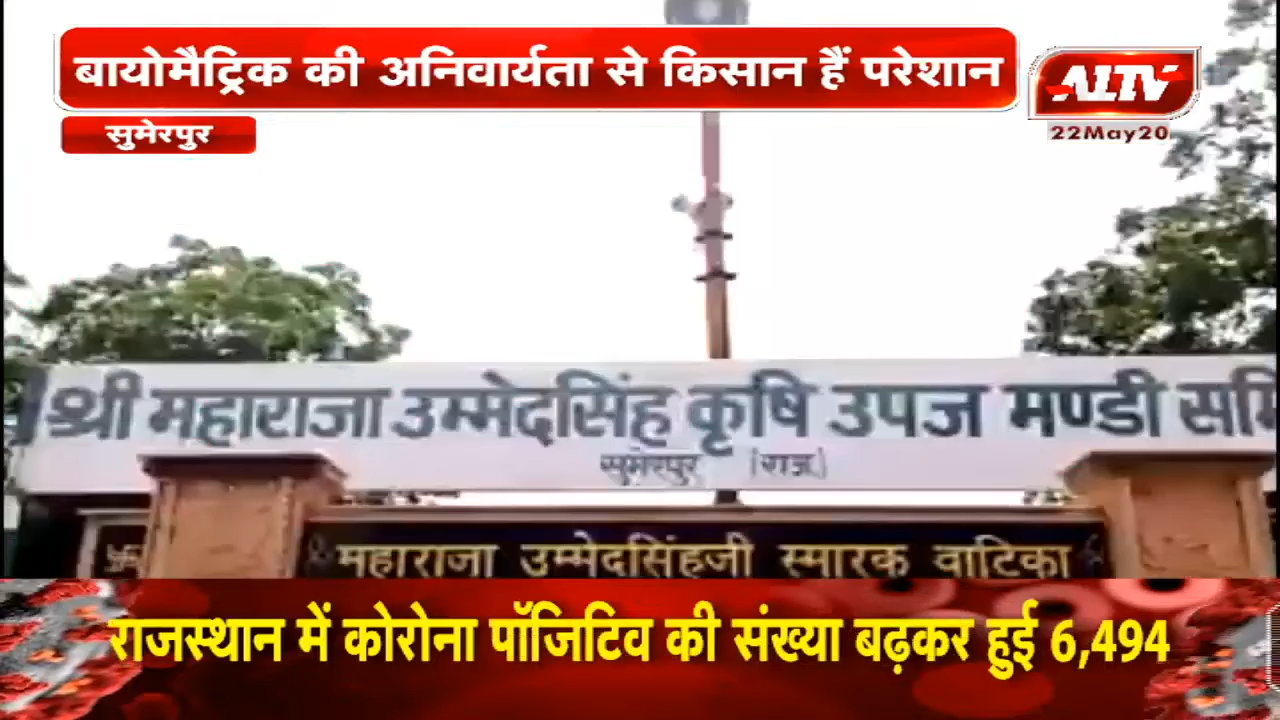 बायोमैट्रिक की अनिवार्यता से किसान हैं परेशान
ALTV
22May20
सुमेरपुर
श्री महाराजा उम्मेदसिंह कृषि उपज मण्डी समि
सुमेरपुर (राज.)
महाराजा उम्मेदसिंहजी स्मारक वाटिका
राजस्थान में कोरोना पॉजिटिव की संख्या बढ़कर हुई 6,494